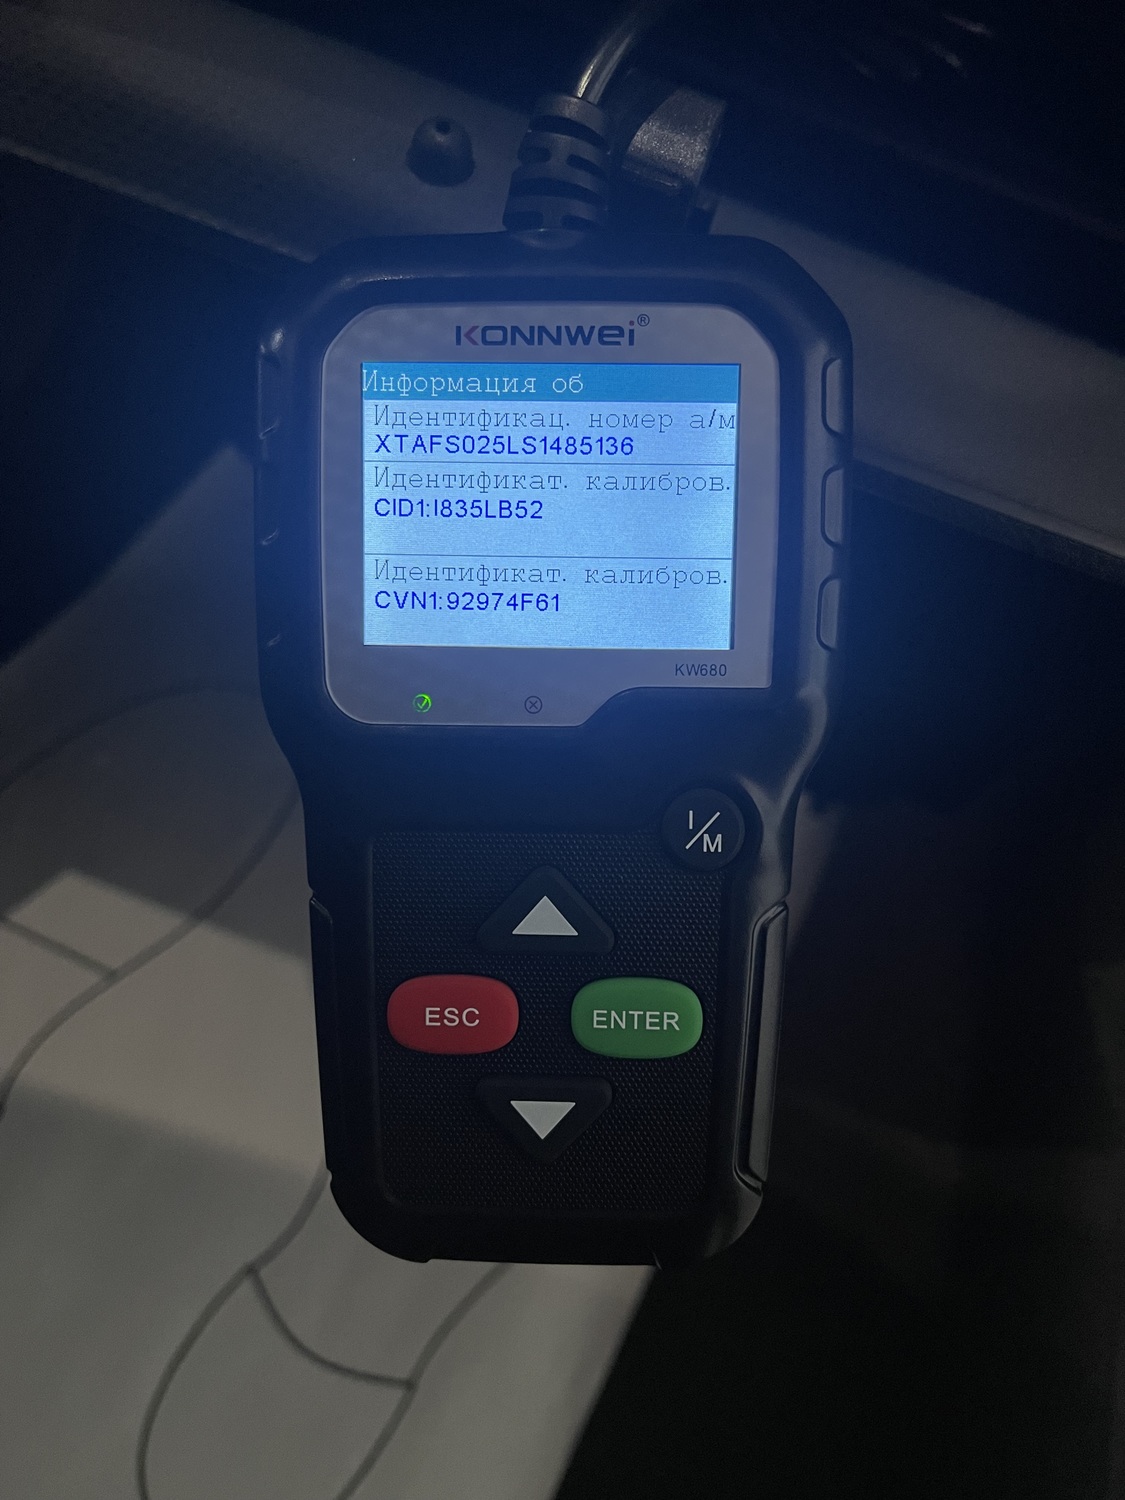 KONNWEI®
Информация об
Идентификац. номер а/м
XTAFS025LS1485136
Идентификат. калибров.
CID1:I835LB52
Идентификат. калибров.
CVN1:92974F61
KW680
I/M
ESC
ENTER